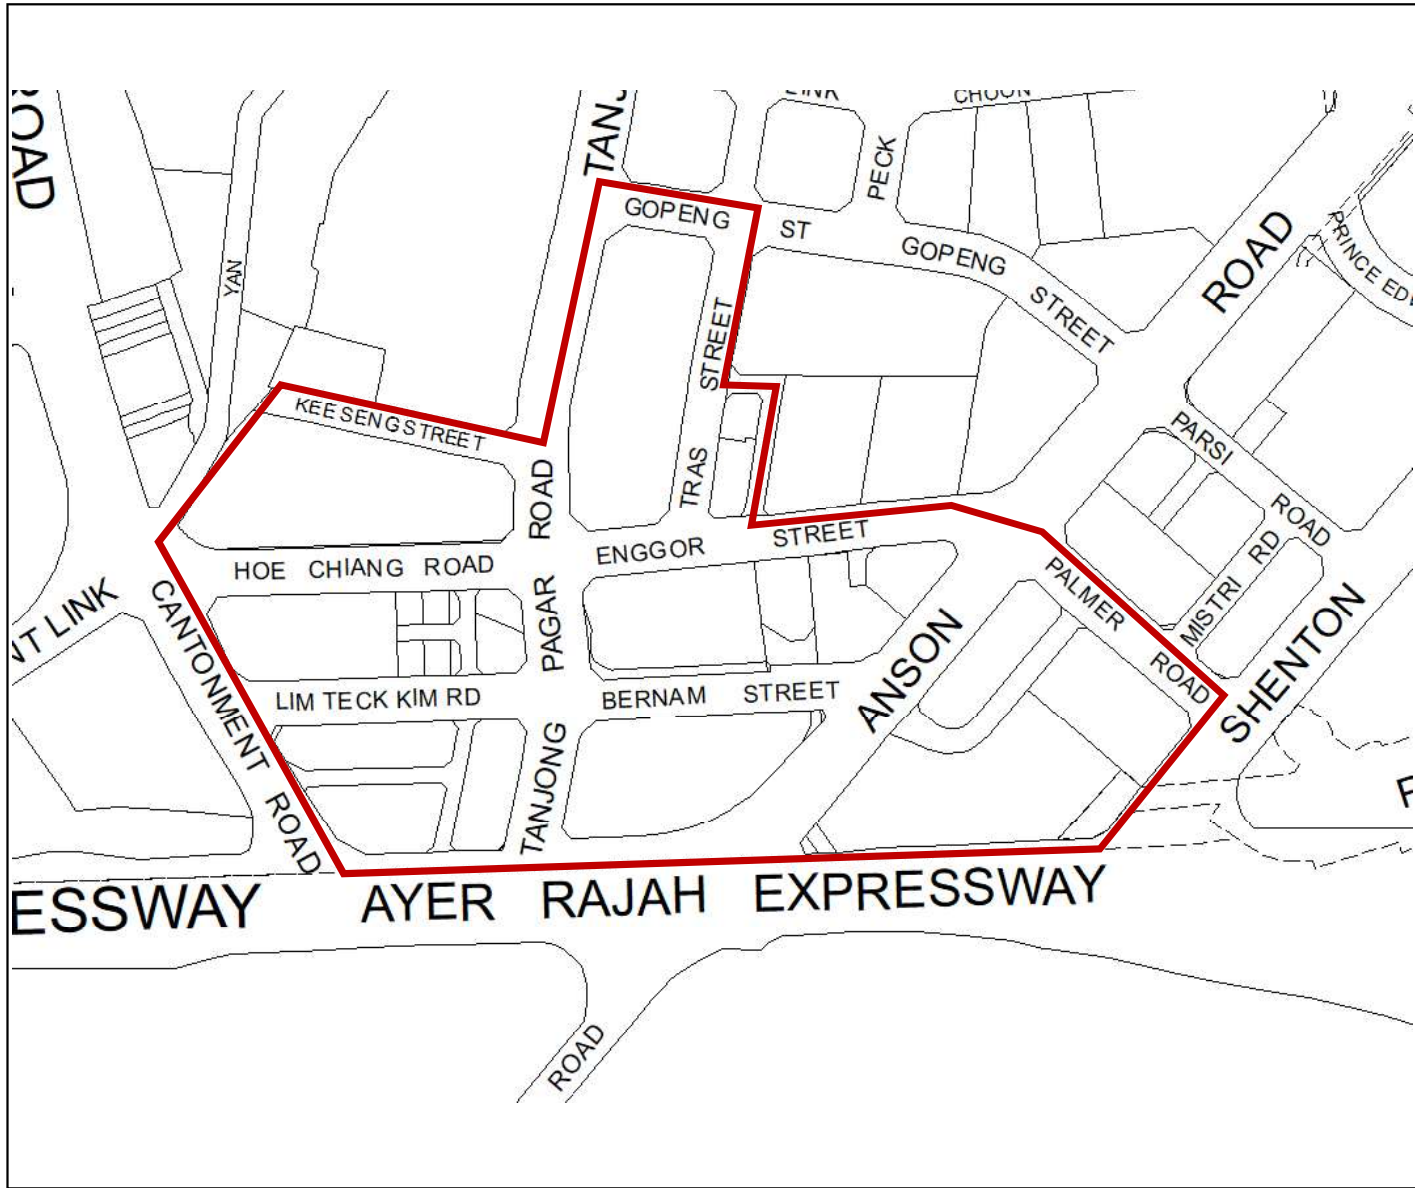 ROAD
TANJ
LINK
CHOON
PECK
YAN
GOPENG ST
GOPENG STREET
ROAD
PRINCE EDW
KEE SENG STREET
TRAS STREET
PARSI ROAD
MISTRI RD
HOE CHIANG ROAD
ENGGOR STREET
PALMER ROAD
NT LINK
CANTONMENT ROAD
TANJONG PAGAR ROAD
LIM TECK KIM RD
BERNAM STREET
ANSON
SHENTON
ESSWAY AYER RAJAH EXPRESSWAY
ROAD